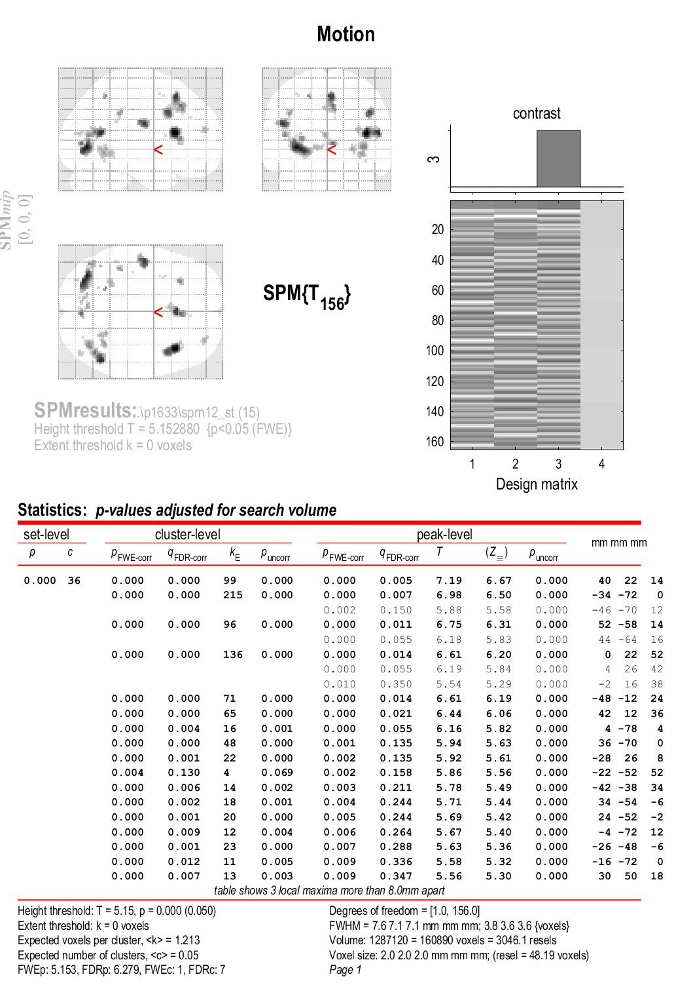 Motion
SPMmip
[0, 0, 0]
<
<
<
SPM{T156}
contrast
3
20
40
60
80
100
120
140
160
1 2 3 4
Design matrix
SPMresults:.\p1633\spm12_st (15)
Height threshold T = 5.152880 {p<0.05 (FWE)}
Extent threshold k = 0 voxels
Statistics: p-values adjusted for search volume
set-level cluster-level peak-level mm mm mm
p c pFWE-corr qFDR-corr kE puncorr pFWE-corr qFDR-corr T (Z≡) puncorr
0.000 36 0.000 0.000 99 0.000 0.000 0.005 7.19 6.67 0.000 40 22 14
0.000 0.000 215 0.000 0.000 0.007 6.98 6.50 0.000 -34 -72 0
0.002 0.150 5.88 5.58 0.000 -46 -70 12
0.000 0.000 96 0.000 0.000 0.011 6.75 6.31 0.000 52 -58 14
0.000 0.055 6.18 5.83 0.000 44 -64 16
0.000 0.000 136 0.000 0.000 0.014 6.61 6.20 0.000 0 22 52
0.000 0.055 6.19 5.84 0.000 4 26 42
0.010 0.350 5.54 5.29 0.000 -2 16 38
0.000 0.000 71 0.000 0.000 0.014 6.61 6.19 0.000 -48 -12 24
0.000 0.000 65 0.000 0.000 0.021 6.44 6.06 0.000 42 12 36
0.000 0.004 16 0.001 0.000 0.055 6.16 5.82 0.000 4 -78 4
0.000 0.000 48 0.000 0.001 0.135 5.94 5.63 0.000 36 -70 0
0.000 0.001 22 0.000 0.002 0.135 5.92 5.61 0.000 -28 26 8
0.004 0.130 4 0.069 0.002 0.158 5.86 5.56 0.000 -22 -52 52
0.000 0.006 14 0.002 0.003 0.211 5.78 5.49 0.000 -42 -38 34
0.000 0.002 18 0.001 0.004 0.244 5.71 5.44 0.000 34 -54 -6
0.000 0.001 20 0.000 0.005 0.244 5.69 5.42 0.000 24 -52 -2
0.000 0.009 12 0.004 0.006 0.264 5.67 5.40 0.000 -4 -72 12
0.000 0.001 23 0.000 0.007 0.288 5.63 5.36 0.000 -26 -48 -6
0.000 0.012 11 0.005 0.009 0.336 5.58 5.32 0.000 -16 -72 0
0.000 0.007 13 0.003 0.009 0.347 5.56 5.30 0.000 30 50 18
table shows 3 local maxima more than 8.0mm apart
Height threshold: T = 5.15, p = 0.000 (0.050)
Extent threshold: k = 0 voxels
Expected voxels per cluster, <k> = 1.213
Expected number of clusters, <c> = 0.05
FWEp: 5.153, FDRp: 6.279, FWEc: 1, FDRc: 7
Degrees of freedom = [1.0, 156.0]
FWHM = 7.6 7.1 7.1 mm mm mm; 3.8 3.6 3.6 {voxels}
Volume: 1287120 = 160890 voxels = 3046.1 resels
Voxel size: 2.0 2.0 2.0 mm mm mm; (resel = 48.19 voxels)
Page 1